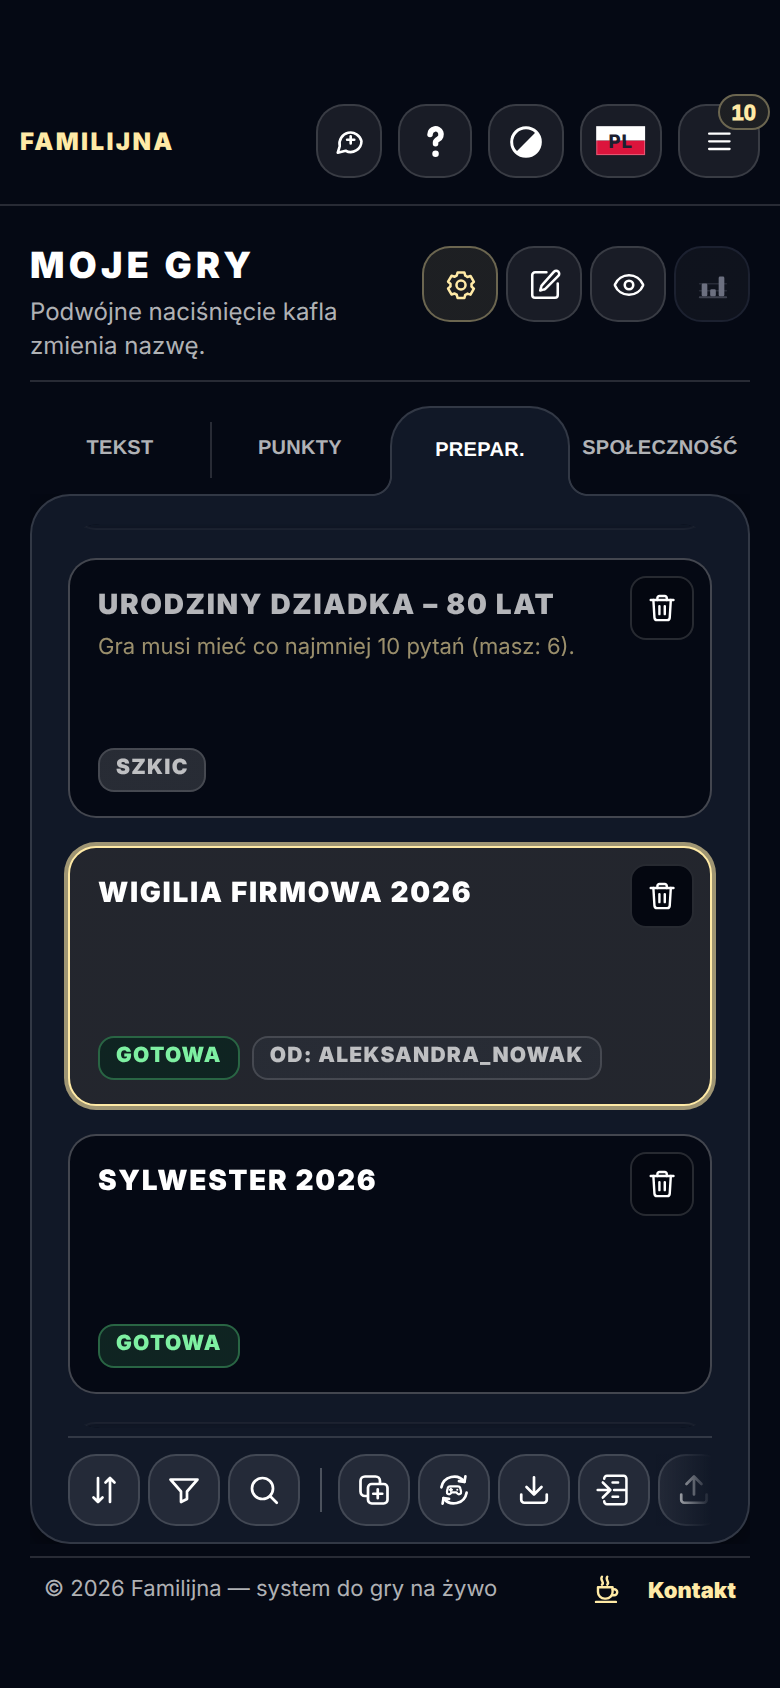 FAMILIJNA
PL
10
MOJE GRY
Podwójne naciśnięcie kafla
zmienia nazwę.
TEKST
PUNKTY
PREPAR.
SPOŁECZNOŚĆ
URODZINY DZIADKA – 80 LAT
Gra musi mieć co najmniej 10 pytań (masz: 6).
SZKIC
WIGILIA FIRMOWA 2026
GOTOWA
OD: ALEKSANDRA_NOWAK
SYLWESTER 2026
GOTOWA
© 2026 Familijna — system do gry na żywo
Kontakt